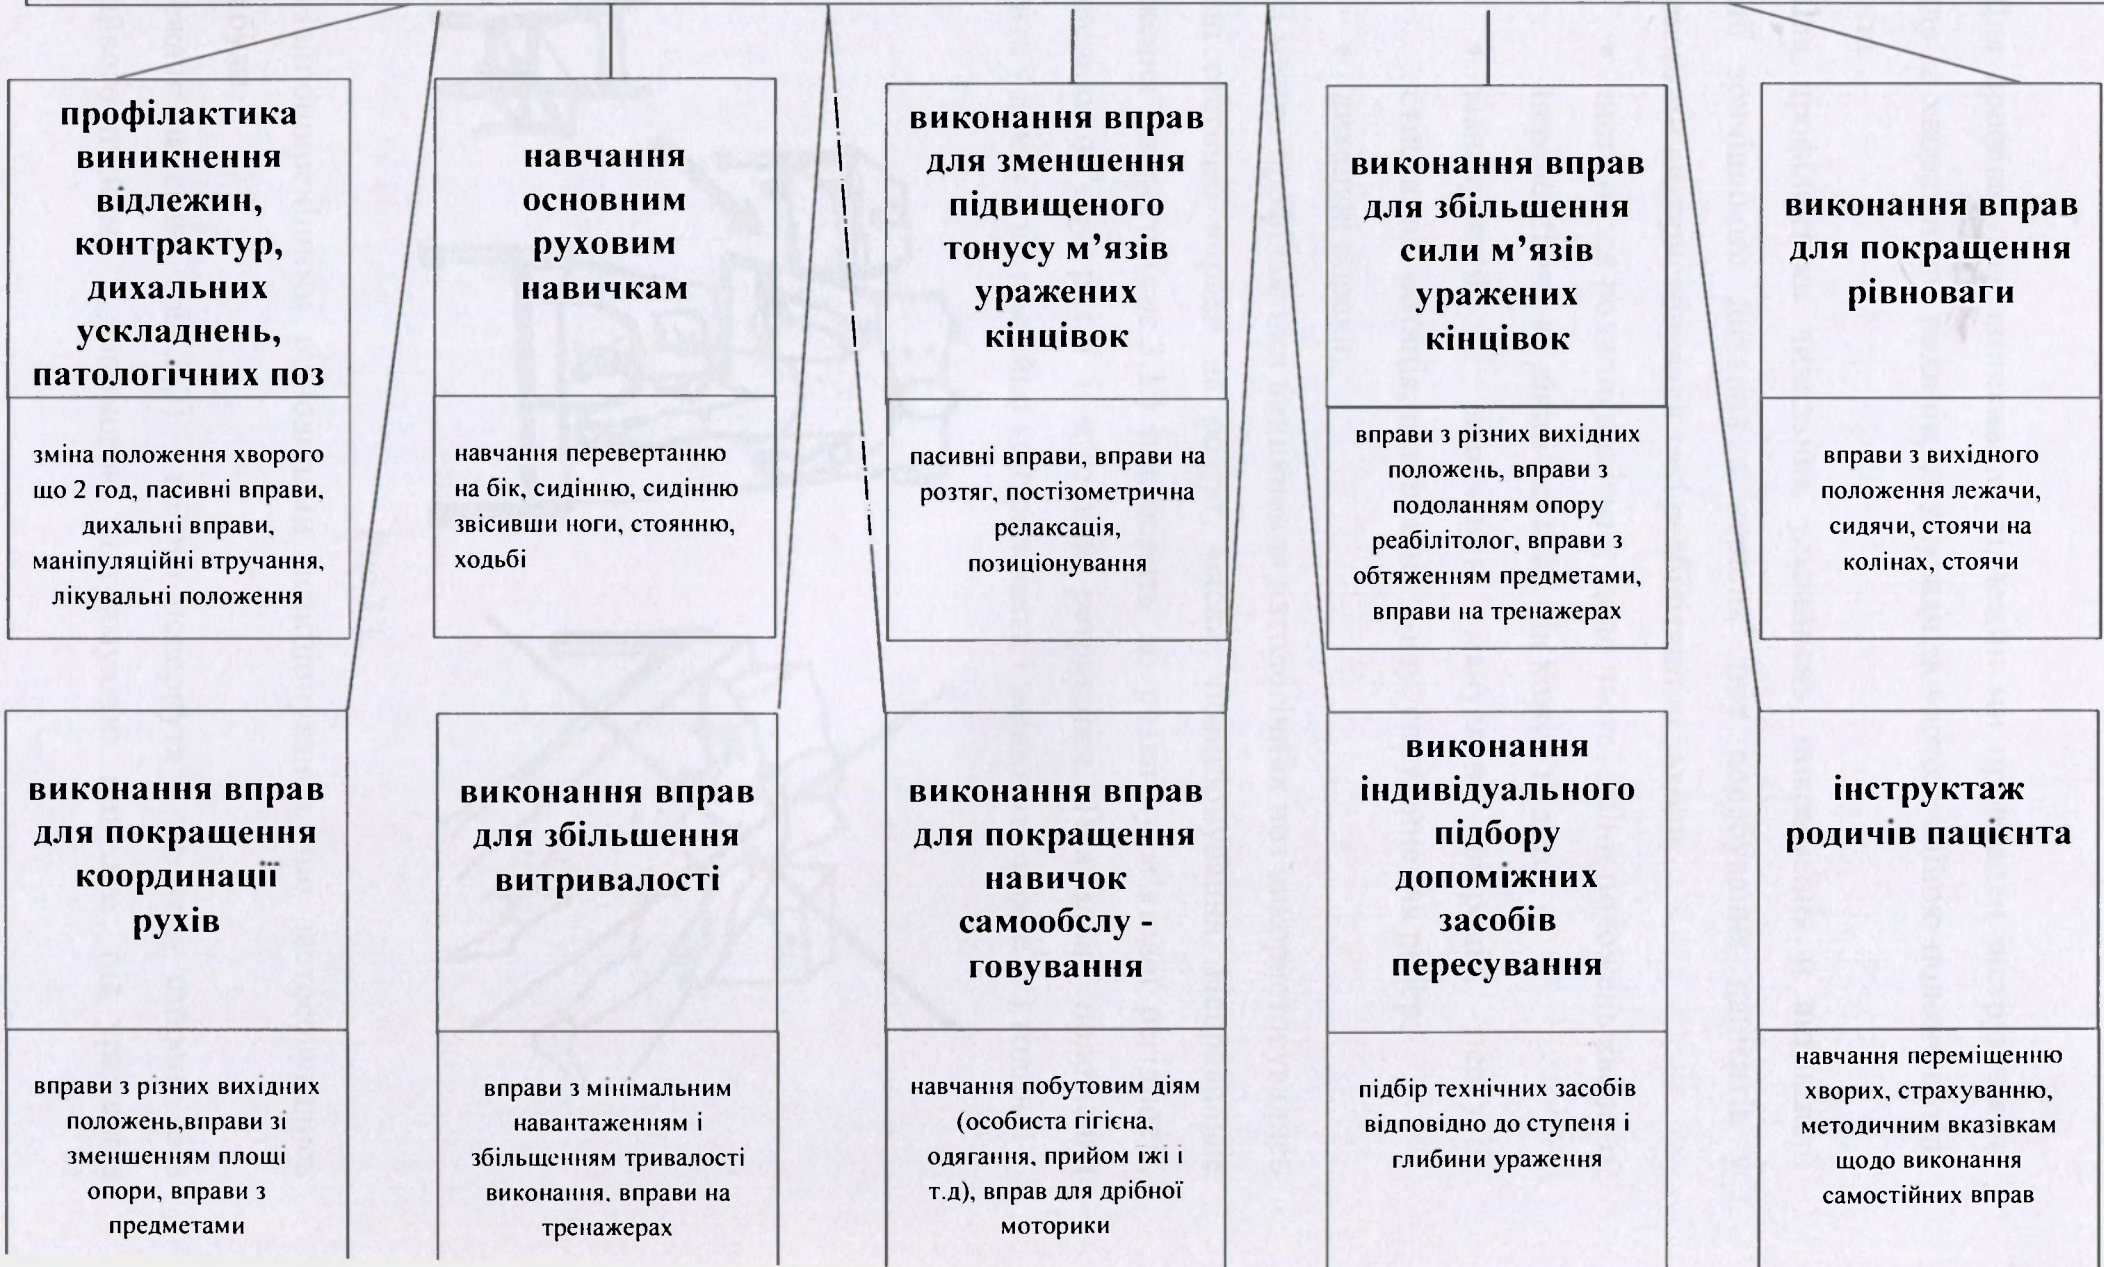 профілактика
виникнення
відлежин,
контрактур,
дихальних
ускладнень,
патологічних поз
зміна положення хворого
що 2 год, пасивні вправи,
дихальні вправи,
маніпуляційні втручання,
лікувальні положення
навчання
основним
руховим
навичкам
навчання перевертанню
на бік, сидінню, сидінню
звісивши ноги, стоянню,
ходьбі
виконання вправ
для зменшення
підвищеного
тонусу м’язів
уражених
кінцівок
пасивні вправи, вправи на
розтяг, постізометрична
релаксація,
позиціонування
виконання вправ
для збільшення
сили м’язів
уражених
кінцівок
вправи з різних вихідних
положень, вправи з
подоланням опору
реабілітолог, вправи з
обтяженням предметами,
вправи на тренажерах
виконання вправ
для покращення
рівноваги
вправи з вихідного
положення лежачи,
сидячи, стоячи на
колінах, стоячи
виконання вправ
для покращення
координації
рухів
вправи з різних вихідних
положень,вправи зі
зменшенням площі
опори, вправи з
предметами
виконання вправ
для збільшення
витривалості
вправи з мінімальним
навантаженням і
збільшенням тривалості
виконання, вправи на
тренажерах
виконання вправ
для покращення
навичок
самообслу -
говування
навчання побутовим діям
(особиста гігієна,
одягання, прийом їжі і
т.д), вправ для дрібної
моторики
виконання
індивідуального
підбору
допоміжних
засобів
пересування
підбір технічних засобів
відповідно до ступеня і
глибини ураження
інструктаж
родичів пацієнта
навчання переміщенню
хворих, страхуванню,
методичним вказівкам
щодо виконання
самостійних вправ